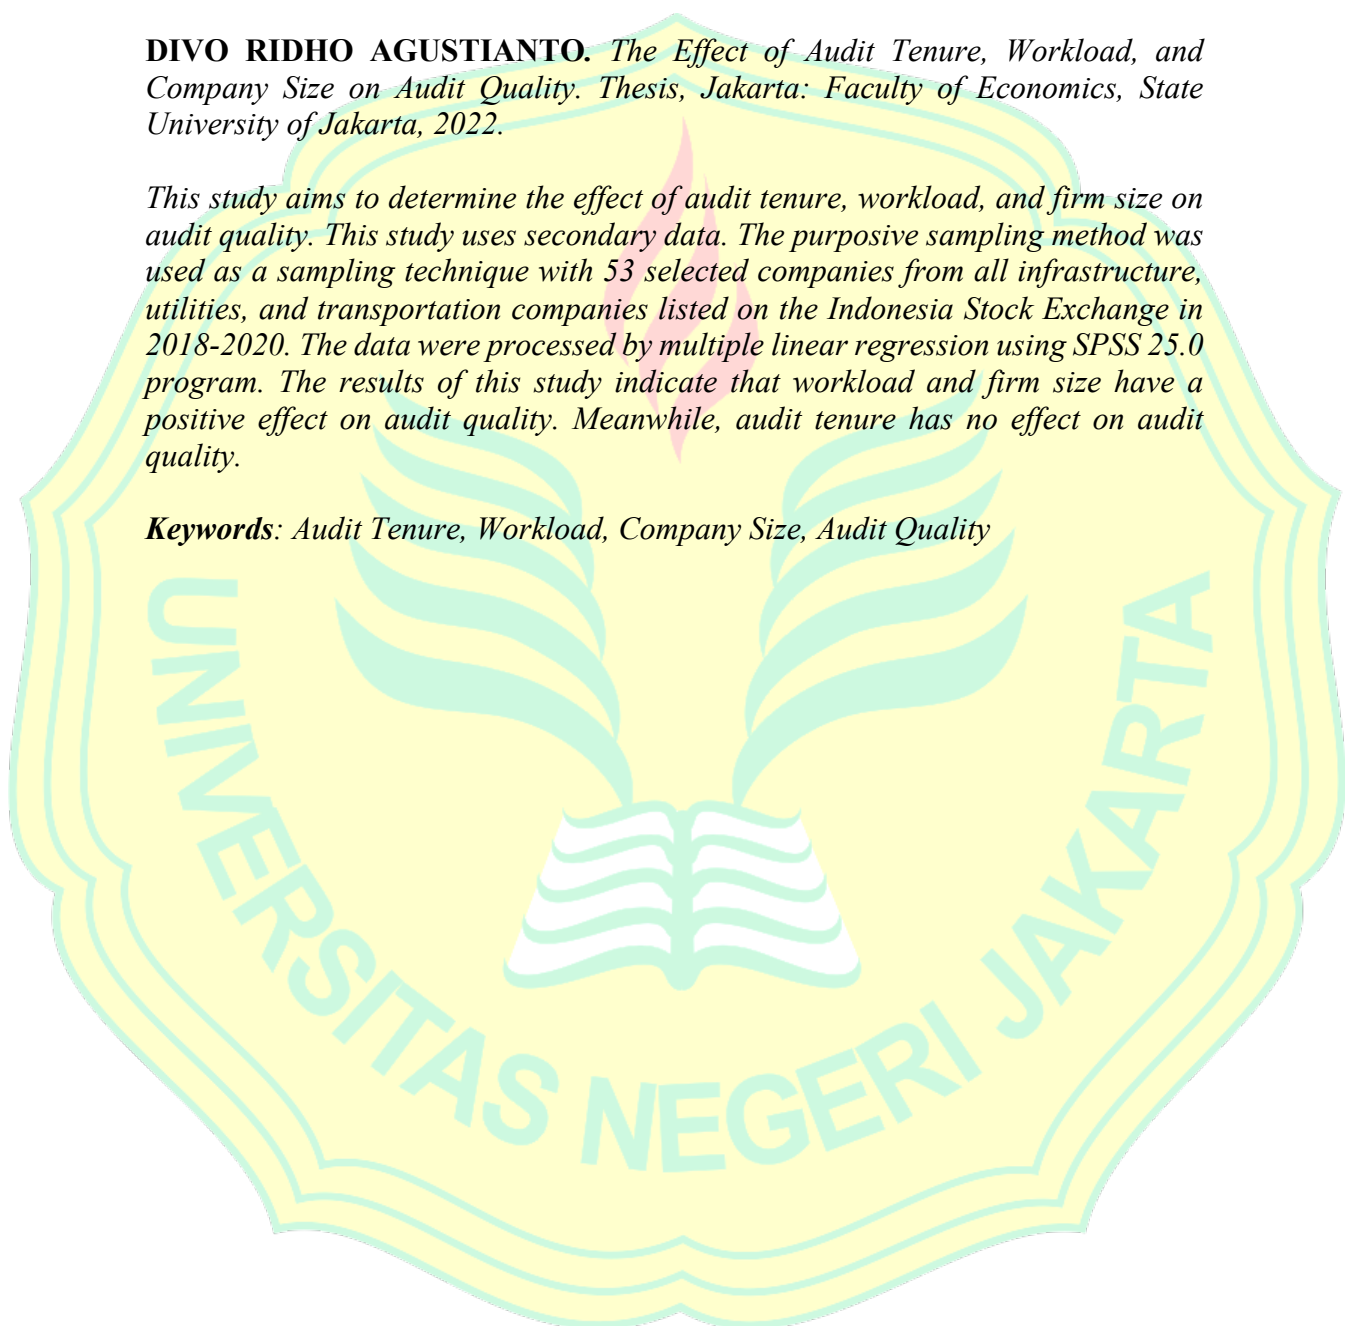 DIVO RIDHO AGUSTIANTO. The Effect of Audit Tenure, Workload, and
Company Size on Audit Quality. Thesis, Jakarta: Faculty of Economics, State
University of Jakarta, 2022.
This study aims to determine the effect of audit tenure, workload, and firm size on
audit quality. This study uses secondary data. The purposive sampling method was
used as a sampling technique with 53 selected companies from all infrastructure,
utilities, and transportation companies listed on the Indonesia Stock Exchange in
2018-2020. The data were processed by multiple linear regression using SPSS 25.0
program. The results of this study indicate that workload and firm size have a
positive effect on audit quality. Meanwhile, audit tenure has no effect on audit
quality.
Keywords: Audit Tenure, Workload, Company Size, Audit Quality
UNIVERSITAS NEGERI JAKARTA